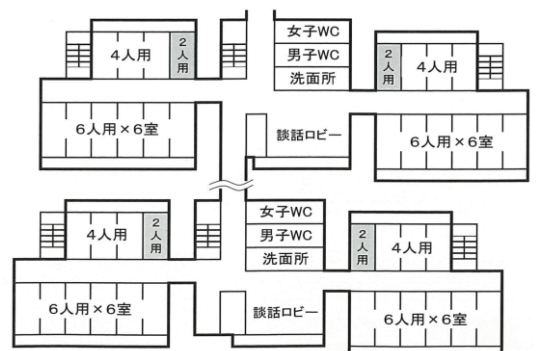 女子WC
男子WC
洗面所
4人用
2人用
2人用
4人用
6人用×6室
談話ロビー
6人用×6室
女子WC
男子WC
洗面所
4人用
2人用
2人用
4人用
6人用×6室
談話ロビー
6人用×6室